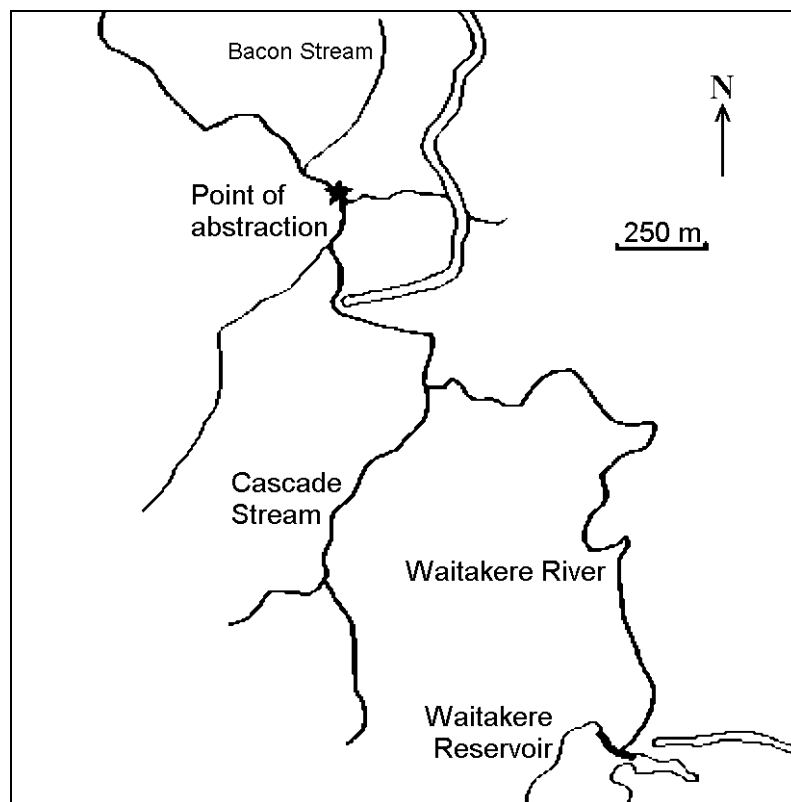 Bacon Stream
N
Point of
abstraction
250 m
Cascade
Stream
Waitakere River
Waitakere
Reservoir